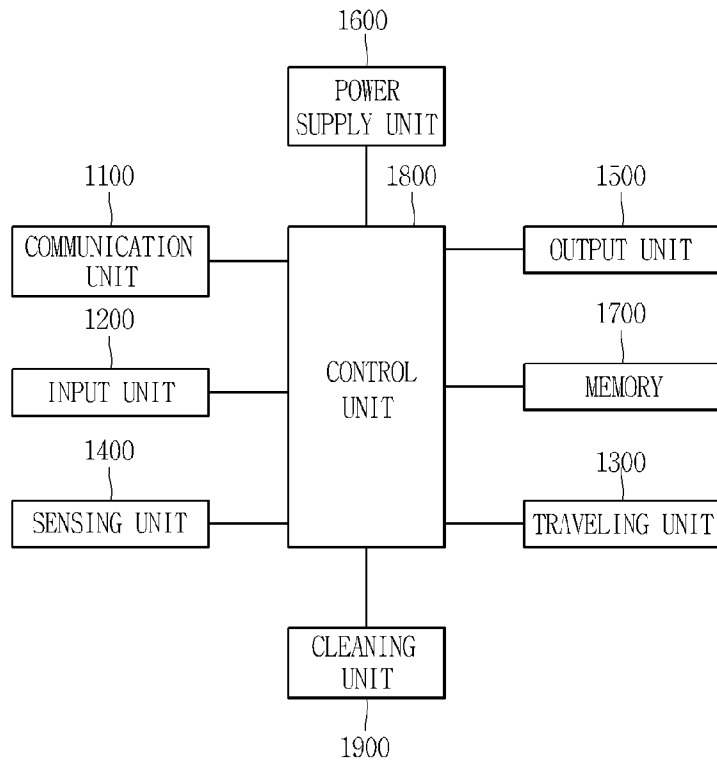 1600
POWER
SUPPLY UNIT
1100
1800
1500
COMMUNICATION
UNIT
OUTPUT UNIT
1200
1700
INPUT UNIT
CONTROL
UNIT
MEMORY
1400
1300
SENSING UNIT
TRAVELING UNIT
CLEANING
UNIT
1900